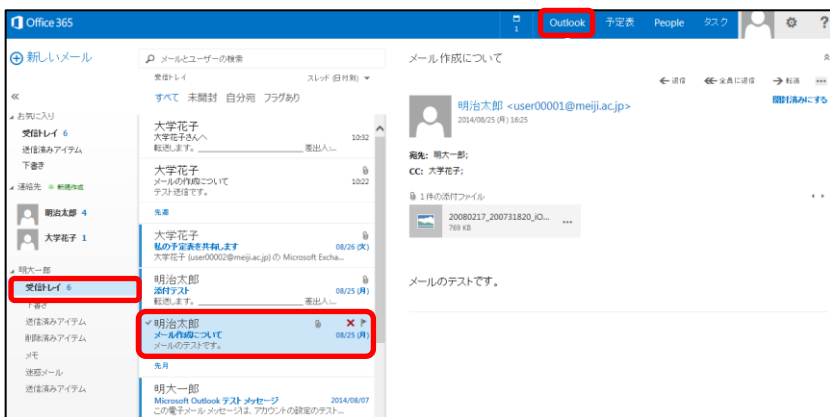 Office 365
1
Outlook
予定表
People
タスク
?
新しいメール
メールとユーザーの検索
受信トレイ
スレッド (日付別)
すべて 未開封 自分宛 フラグあり
お気に入り
受信トレイ 6
送信済みアイテム
下書き
連絡先
新規作成
明治太郎 4
大学花子 1
明大一郎
受信トレイ 6
下書き
送信済みアイテム
削除済みアイテム
メモ
迷惑メール
送信済みアイテム
大学花子
大学花子さんへ
10:32
転送します。 差出人:...
大学花子
メールの作成について
10:22
テスト送信です。
先週
大学花子
私の予定表を共有します
08/26 (火)
大学花子 (user00002@meiji.ac.jp) の Microsoft Excha...
明治太郎
添付テスト
08/25 (月)
転送します。 差出人:...
明治太郎
メール作成について
08/25 (月)
メールのテストです。
先月
明大一郎
Microsoft Outlook テスト メッセージ
2014/08/07
この電子メール メッセージは、アカウントの設定のテスト...
メール作成について
返信
全員に返信
転送
開封済みにする
明治太郎 <user00001@meiji.ac.jp>
2014/08/25 (月) 16:25
宛先: 明大一郎;
CC: 大学花子;
1 件の添付ファイル
20080217_200731820_iO...
769 KB
メールのテストです。